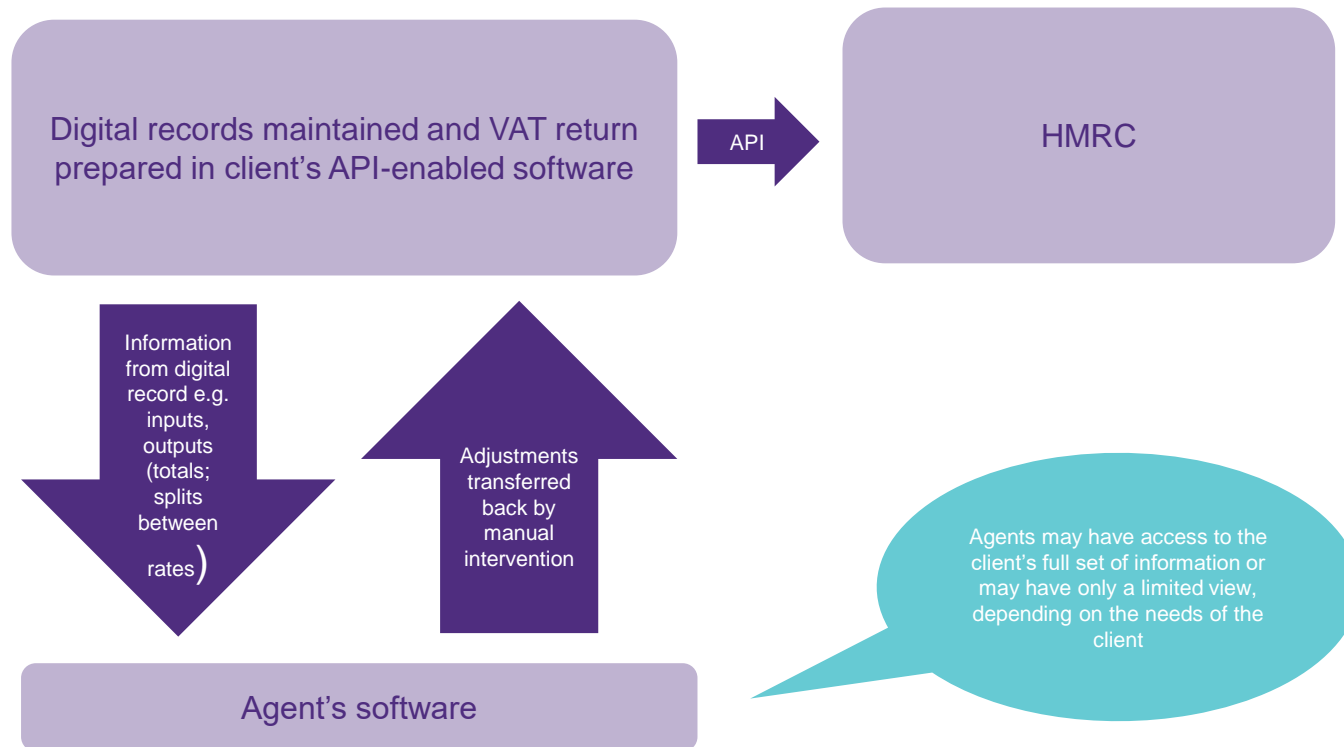 Digital records maintained and VAT return
prepared in client's API-enabled software
API
HMRC
Information
from digital
record e.g.
inputs,
outputs
(totals;
splits
between
rates)
Adjustments
transferred
back by
manual
intervention
Agents may have access to the
client's full set of information or
may have only a limited view,
depending on the needs of the
client
Agent's software